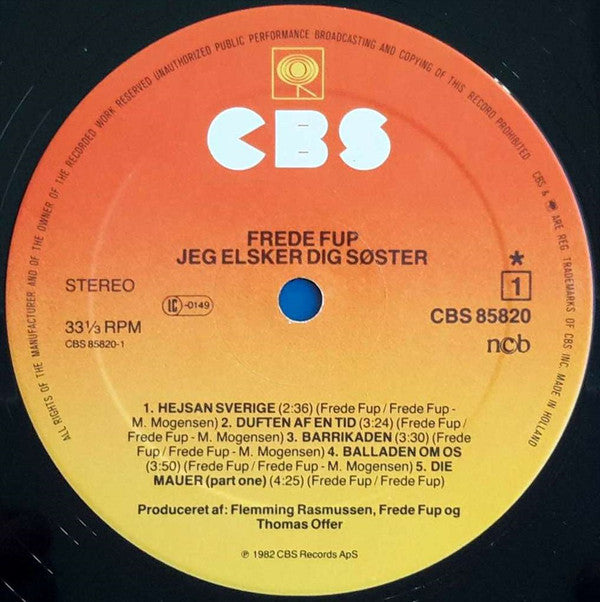 ALL RIGHTS OF THE MANUFACTURER AND OF THE OWNER OF THE RECORDED WORK RESERVED UNAUTHORIZED PUBLIC PERFORMANCE BROADCASTING AND COPYING OF THIS RECORD PROHIBITED. CBS & ARE REG. TRADEMARKS OF CBS INC. MADE IN HOLLAND
CBS
FREDE FUP
JEG ELSKER DIG SØSTER
STEREO
LC -0149
33⅓ RPM
CBS 85820-1
*
1
CBS 85820
ncb
1. HEJSAN SVERIGE (2:36) (Frede Fup / Frede Fup -
M. Mogensen) 2. DUFTEN AF EN TID (3:24) (Frede Fup /
Frede Fup - M. Mogensen) 3. BARRIKADEN (3:30) (Frede
Fup / Frede Fup - M. Mogensen) 4. BALLADEN OM OS
(3:50) (Frede Fup / Frede Fup - M. Mogensen) 5. DIE
MAUER (part one) (4:25) (Frede Fup / Frede Fup)
Produceret af: Flemming Rasmussen, Frede Fup og
Thomas Offer
℗ 1982 CBS Records ApS